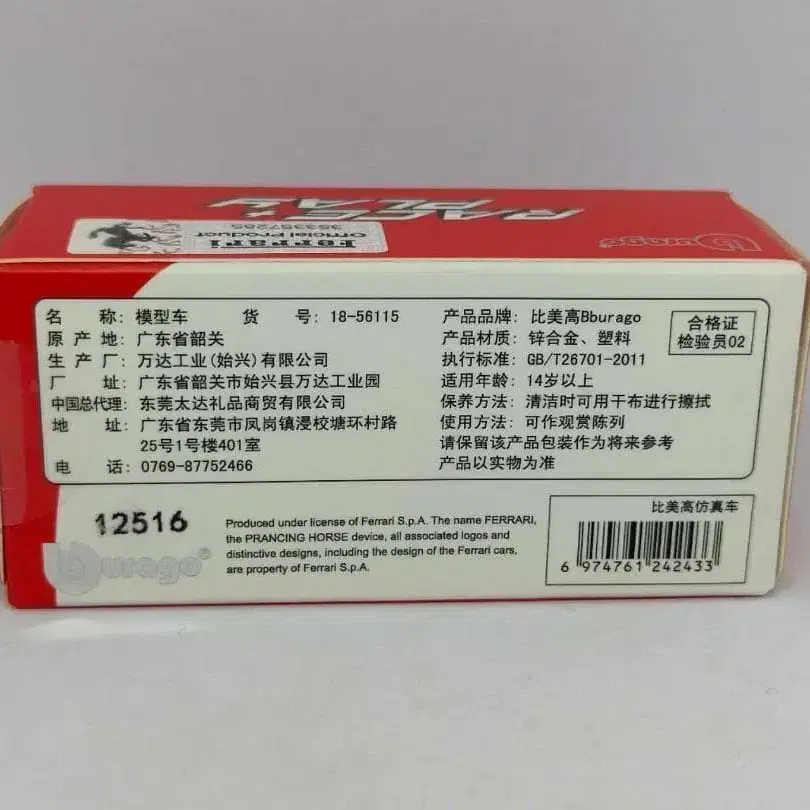 RACE + PLAY
Ferrari
Official Product
353357285
Bburago
名 称: 模型车 货 号: 18-56115
原 产 地: 广东省韶关
生 产 厂: 万达工业(始兴)有限公司
厂 址: 广东省韶关市始兴县万达工业园
中国总代理: 东莞太达礼品商贸有限公司
地 址: 广东省东莞市凤岗镇浸校塘环村路
25号1号楼401室
电 话: 0769-87752466
产品品牌: 比美高Bburago
产品材质: 锌合金、塑料
执行标准: GB/T26701-2011
适用年龄: 14岁以上
保养方法: 清洁时可用干布进行擦拭
使用方法: 可作观赏陈列
请保留该产品包装作为将来参考
产品以实物为准
合格证
检验员02
12516
Bburago®
Produced under license of Ferrari S.p.A. The name FERRARI,
the PRANCING HORSE device, all associated logos and
distinctive designs, including the design of the Ferrari cars,
are property of Ferrari S.p.A.
比美高仿真车
6 974761 242433